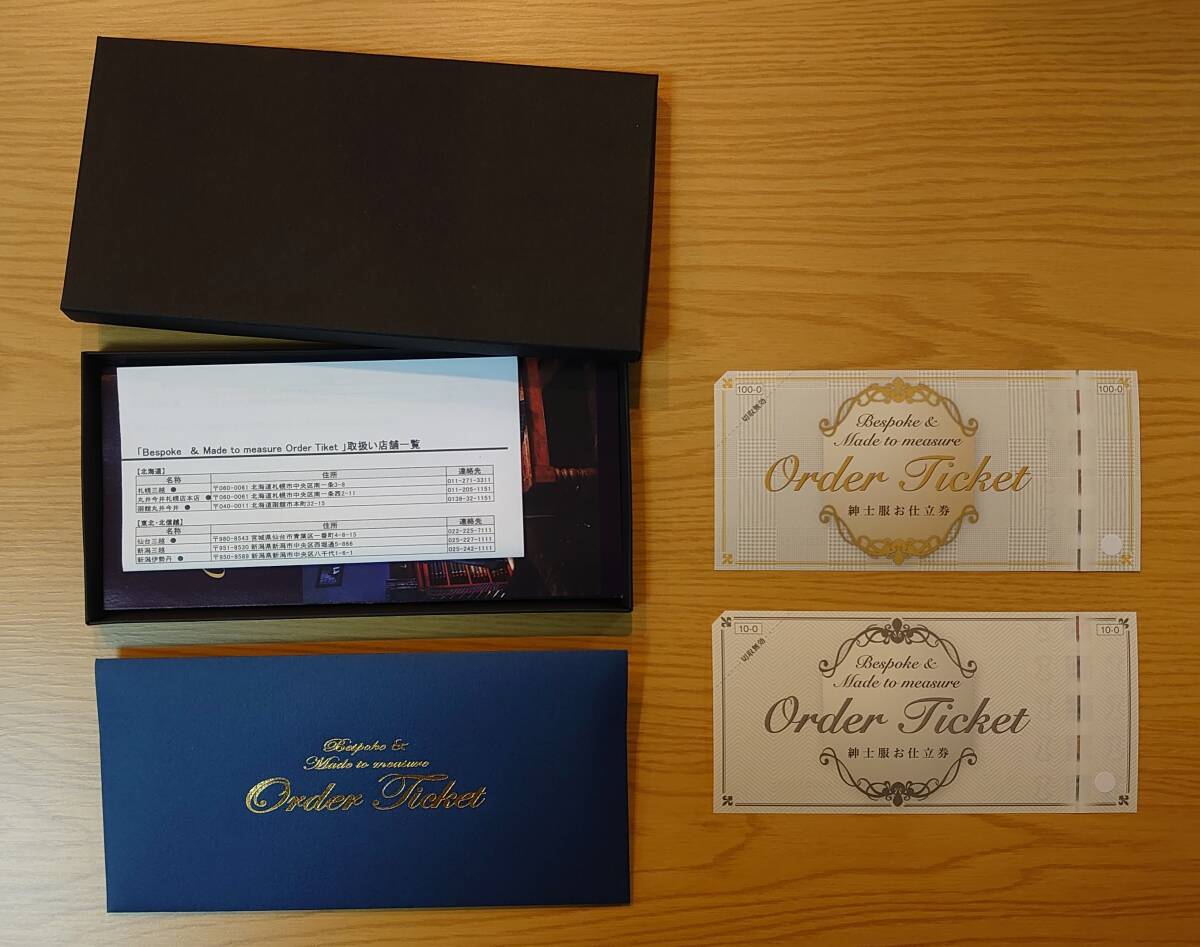 「Bespoke & Made to measure Order Tiket」取扱い店舗一覧
【北海道】
名称 住所 連絡先
札幌三越 ● 〒060-0061 北海道札幌市中央区南一条3-8 011-271-3311
丸井今井札幌店本店 ● 〒060-0061 北海道札幌市中央区南一条西2-11 011-205-1151
函館丸井今井 ● 〒040-0011 北海道函館市本町32-15 0138-32-1151
【東北・北信越】
名称 住所 連絡先
仙台三越 ● 〒980-8543 宮城県仙台市青葉区一番町4-8-15 022-225-7111
新潟三越 〒951-8530 新潟県新潟市中央区西堀通5-866 025-227-1111
新潟伊勢丹 ● 〒950-8589 新潟県新潟市中央区八千代1-6-1 025-242-1111
Bespoke &
Made to measure
Order Ticket
100-0
切取無効
100-0
Bespoke &
Made to measure
Order Ticket
紳士服お仕立券
10-0
切取無効
10-0
Bespoke &
Made to measure
Order Ticket
紳士服お仕立券